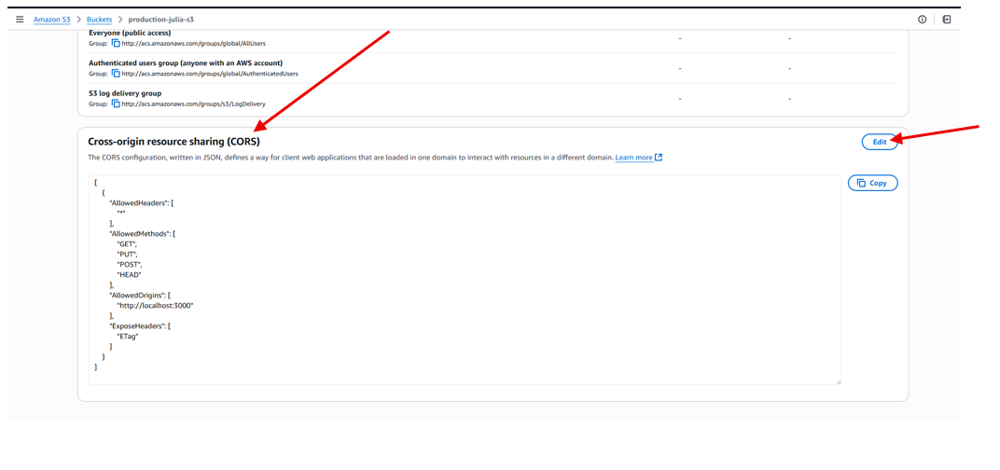 Amazon S3 > Buckets > production-julia-s3
Everyone (public access)
Group: http://acs.amazonaws.com/groups/global/AllUsers
- -
Authenticated users group (anyone with an AWS account)
Group: http://acs.amazonaws.com/groups/global/AuthenticatedUsers
- -
S3 log delivery group
Group: http://acs.amazonaws.com/groups/s3/LogDelivery
- -
Cross-origin resource sharing (CORS)
Edit
The CORS configuration, written in JSON, defines a way for client web applications that are loaded in one domain to interact with resources in a different domain. Learn more
Copy
[
{
"AllowedHeaders": [
"*"
],
"AllowedMethods": [
"GET",
"PUT",
"POST",
"HEAD"
],
"AllowedOrigins": [
"http://localhost:3000"
],
"ExposeHeaders": [
"ETag"
]
}
]